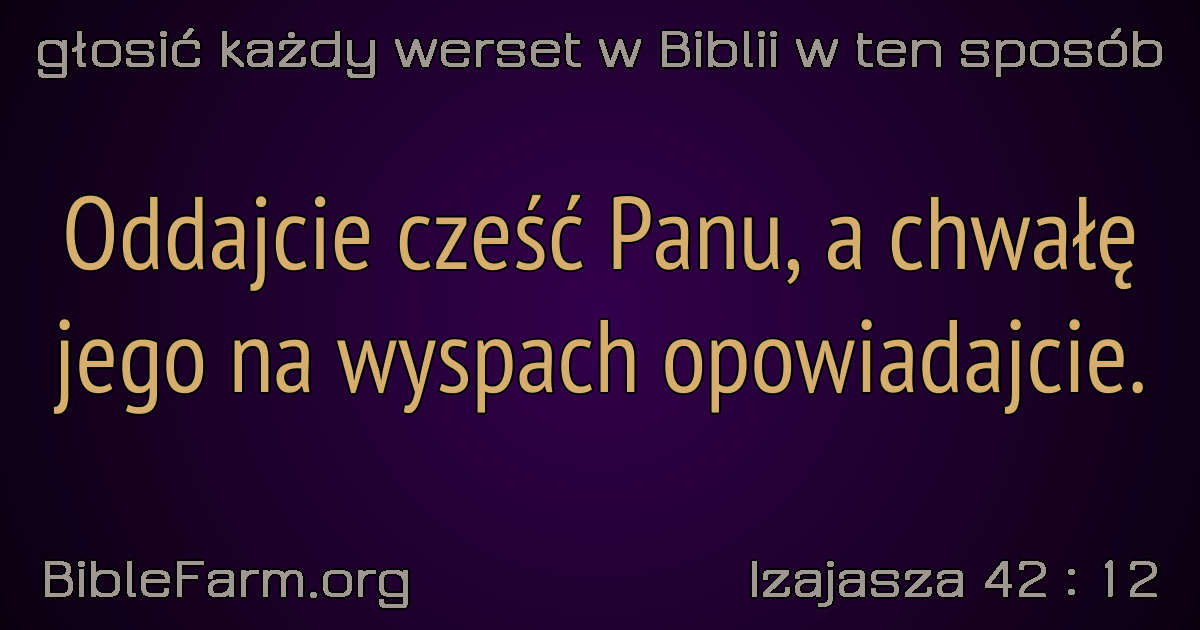 głosić każdy werset w Biblii w ten sposób
Oddajcie cześć Panu, a chwałę
jego na wyspach opowiadajcie.
BibleFarm.org
Izajasza 42 : 12